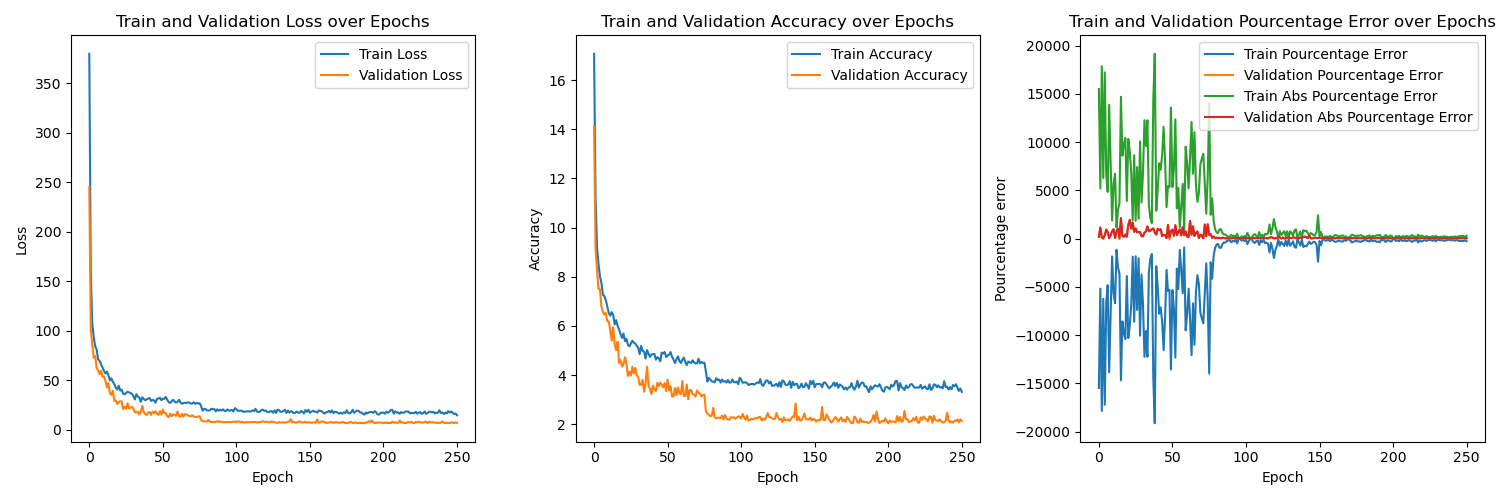 Train and Validation Loss over Epochs
Train Loss
Validation Loss
350
300
250
200
150
100
50
0
Loss
0
50
100
150
200
250
Epoch
Train and Validation Accuracy over Epochs
Train Accuracy
Validation Accuracy
16
14
12
10
8
6
4
2
Accuracy
0
50
100
150
200
250
Epoch
Train and Validation Pourcentage Error over Epochs
Train Pourcentage Error
Validation Pourcentage Error
Train Abs Pourcentage Error
Validation Abs Pourcentage Error
20000
15000
10000
5000
0
−5000
−10000
−15000
−20000
Pourcentage error
0
50
100
150
200
250
Epoch